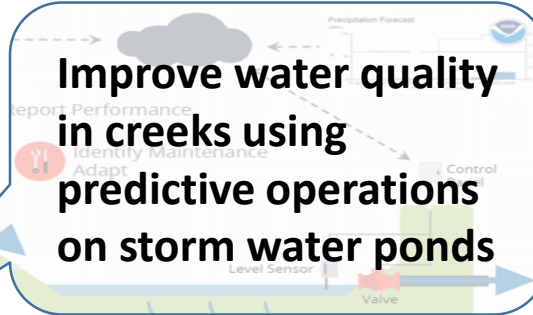 Precipitation Forecast
Improve water quality
Report Performance
in creeks using
Identify Maintenance
Adapt
Control
predictive operations
on storm water ponds
Level Sensor
Valve